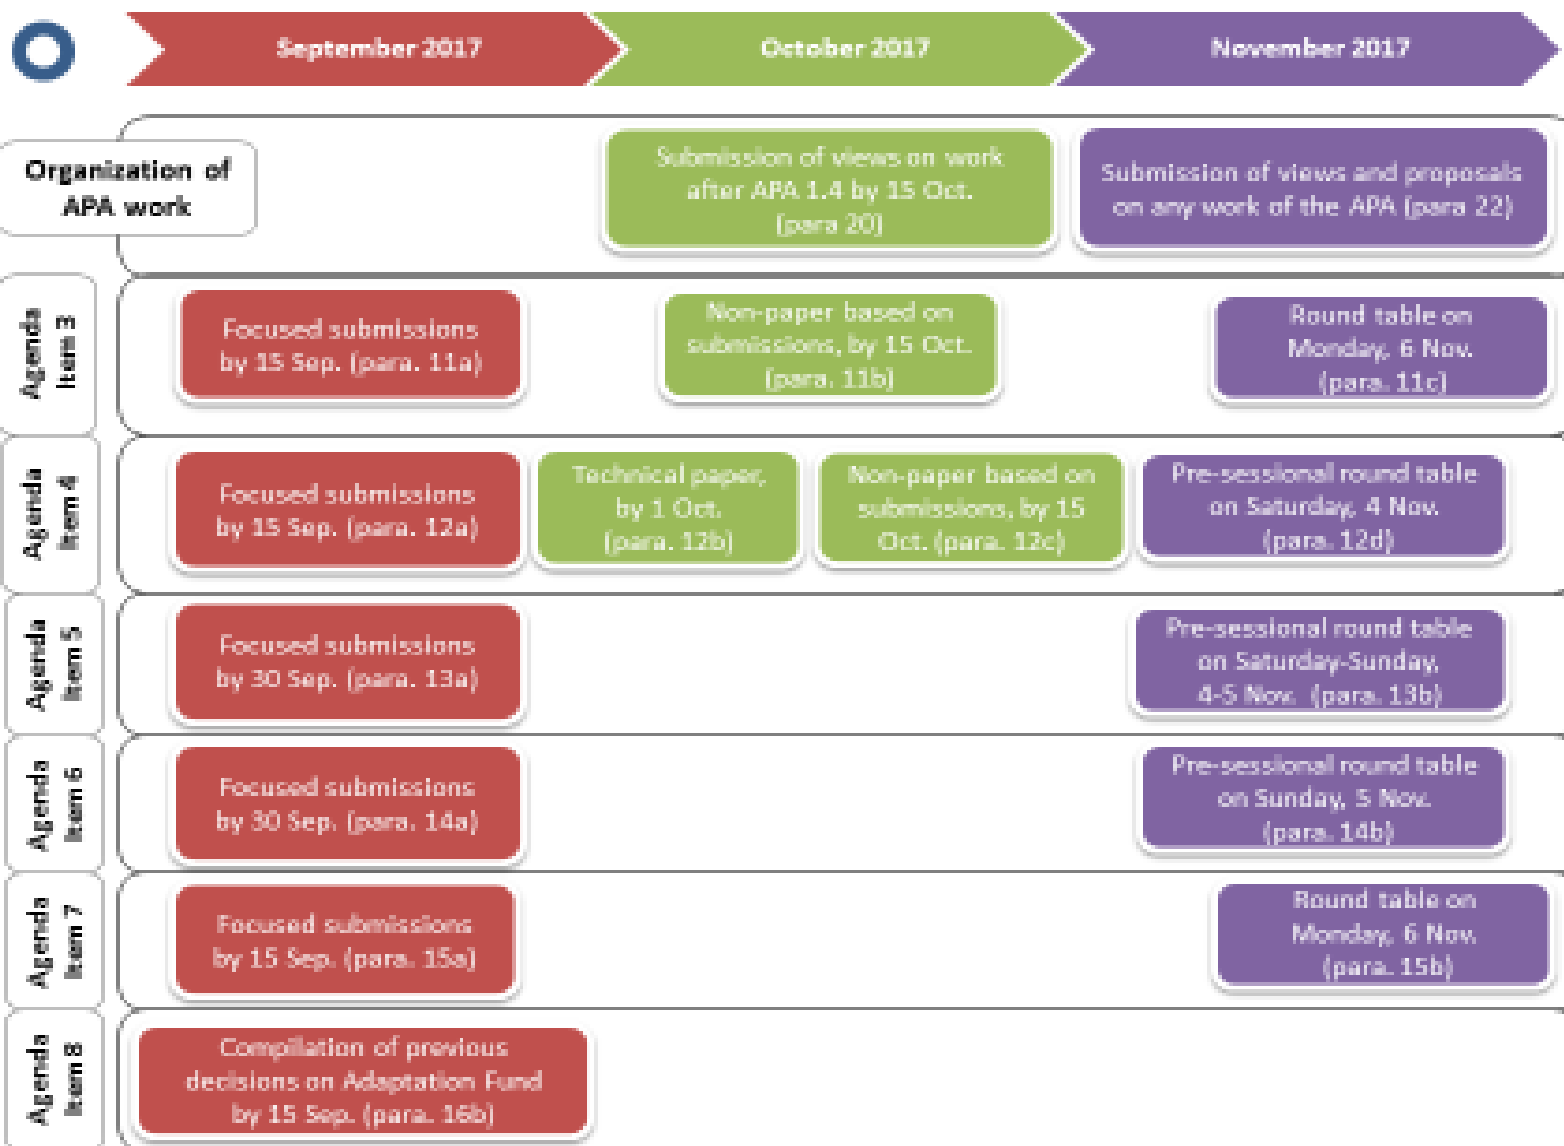 September 2017
October 2017
November 2017
Organization of
APA work
Submission of views on work
after APA 1.4 by 15 Oct.
(para 20)
Submission of views and proposals
on any work of the APA (para 22)
Agenda
Item 3
Focused submissions
by 15 Sep. (para. 11a)
Non-paper based on
submissions, by 15 Oct.
(para. 11b)
Round table on
Monday, 6 Nov.
(para. 11c)
Agenda
Item 4
Focused submissions
by 15 Sep. (para. 12a)
Technical paper,
by 1 Oct.
(para. 12b)
Non-paper based on
submissions, by 15
Oct. (para. 12c)
Pre-sessional round table
on Saturday, 4 Nov.
(para. 12d)
Agenda
Item 5
Focused submissions
by 30 Sep. (para. 13a)
Pre-sessional round table
on Saturday-Sunday,
4-5 Nov. (para. 13b)
Agenda
Item 6
Focused submissions
by 30 Sep. (para. 14a)
Pre-sessional round table
on Sunday, 5 Nov.
(para. 14b)
Agenda
Item 7
Focused submissions
by 15 Sep. (para. 15a)
Round table on
Monday, 6 Nov.
(para. 15b)
Agenda
Item 8
Compilation of previous
decisions on Adaptation Fund
by 15 Sep. (para. 16b)